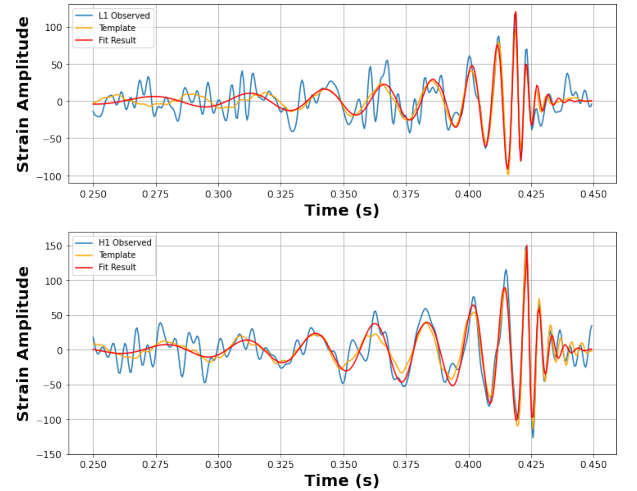 Strain Amplitude
L1 Observed
Template
Fit Result
100
50
0
−50
−100
0.250 0.275 0.300 0.325 0.350 0.375 0.400 0.425 0.450
Time (s)
Strain Amplitude
H1 Observed
Template
Fit Result
150
100
50
0
−50
−100
−150
0.250 0.275 0.300 0.325 0.350 0.375 0.400 0.425 0.450
Time (s)